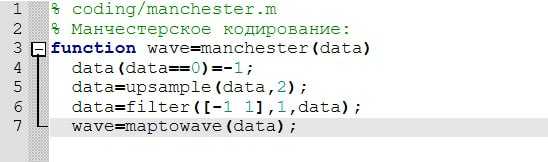 1 % coding/manchester.m
2 % Манчестерское кодирование:
3 function wave=manchester(data)
4 data(data==0)=-1;
5 data=upsample(data,2);
6 data=filter([-1 1],1,data);
7 wave=maptowave(data);